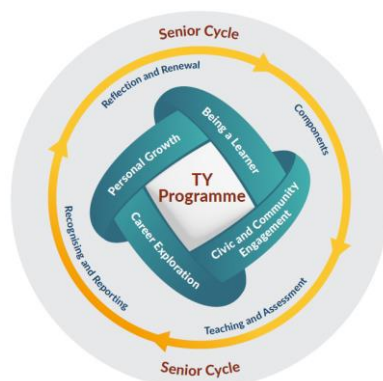 Senior Cycle
Reflection and Renewal
Components
Being a Learner
Personal Growth
TY
Programme
Civic and Community
Engagement
Career Exploration
Recognising and Reporting
Teaching and Assessment
Senior Cycle